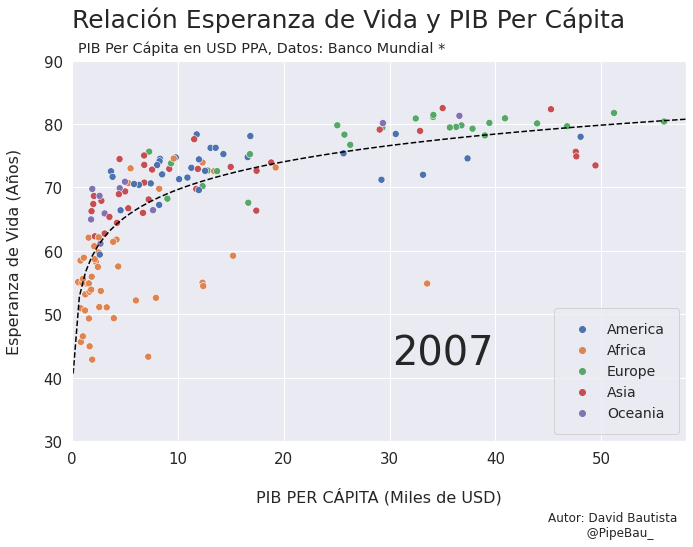 Relación Esperanza de Vida y PIB Per Cápita
PIB Per Cápita en USD PPA, Datos: Banco Mundial *
90
80
70
60
50
40
30
Esperanza de Vida (Años)
2007
America
Africa
Europe
Asia
Oceania
0 10 20 30 40 50
PIB PER CÁPITA (Miles de USD)
Autor: David Bautista
@PipeBau_